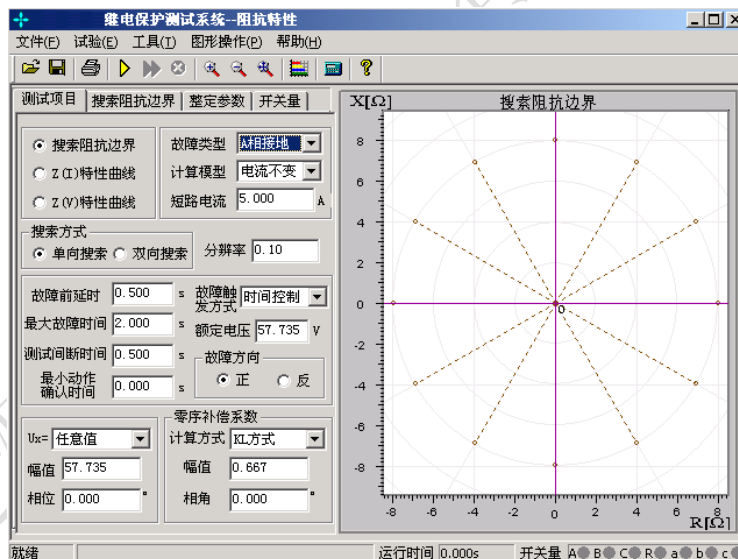 继电保护测试系统--阻抗特性
文件(F) 试验(E) 工具(T) 图形操作(P) 帮助(H)
测试项目 搜索阻抗边界 整定参数 开关量
搜索阻抗边界
Z(I)特性曲线
Z(V)特性曲线
故障类型 A相接地
计算模型 电流不变
短路电流 5.000 A
搜索方式
单向搜索 双向搜索
分辨率 0.10
故障前延时 0.500 s
最大故障时间 2.000 s
测试间断时间 0.500 s
最小动作
确认时间 0.000 s
故障触
发方式 时间控制
额定电压 57.735 V
故障方向
正 反
Ux= 任意值
幅值 57.735
相位 0.000 °
零序补偿系数
计算方式 KL方式
幅值 0.667
相角 0.000 °
X[Ω] 搜索阻抗边界
8
6
4
2
0
-2
-4
-6
-8
0
-8 -6 -4 -2 0 2 4 6 8
R[Ω]
就绪 运行时间 0.000s 开关量 A B C R a b c